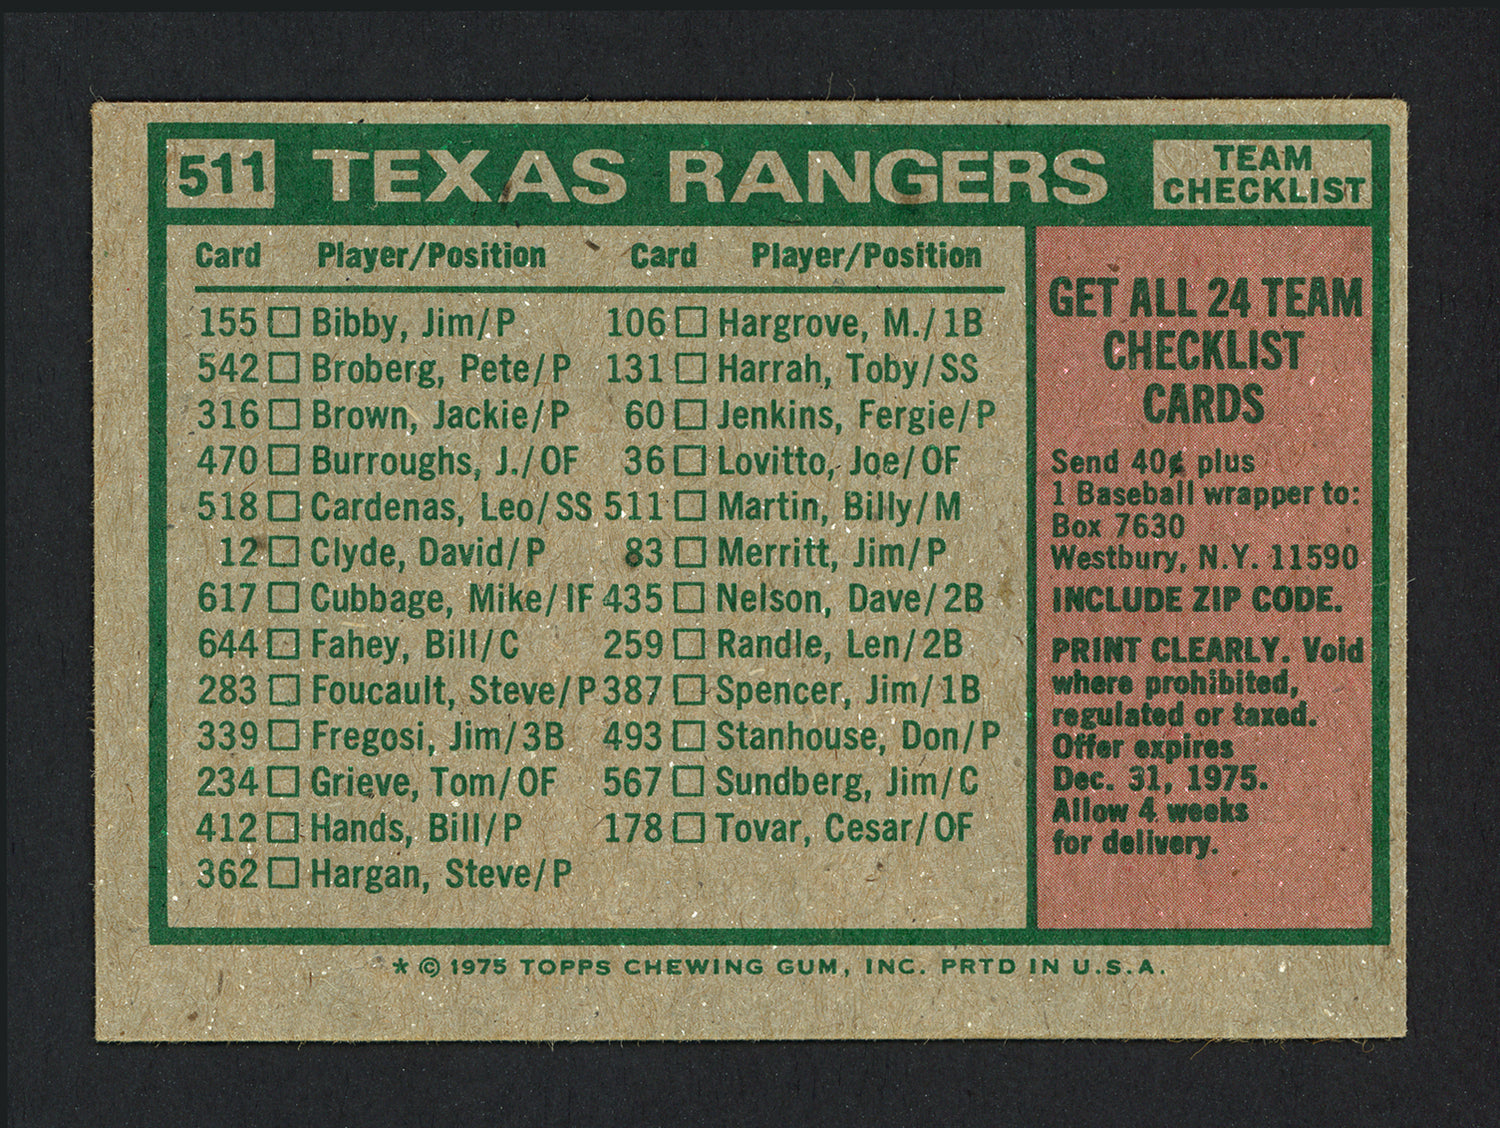 511 TEXAS RANGERS TEAM CHECKLIST
Card Player/Position Card Player/Position
155 □ Bibby, Jim/P 106 □ Hargrove, M./1B
542 □ Broberg, Pete/P 131 □ Harrah, Toby/SS
316 □ Brown, Jackie/P 60 □ Jenkins, Fergie/P
470 □ Burroughs, J./OF 36 □ Lovitto, Joe/OF
518 □ Cardenas, Leo/SS 511 □ Martin, Billy/M
12 □ Clyde, David/P 83 □ Merritt, Jim/P
617 □ Cubbage, Mike/IF 435 □ Nelson, Dave/2B
644 □ Fahey, Bill/C 259 □ Randle, Len/2B
283 □ Foucault, Steve/P 387 □ Spencer, Jim/1B
339 □ Fregosi, Jim/3B 493 □ Stanhouse, Don/P
234 □ Grieve, Tom/OF 567 □ Sundberg, Jim/C
412 □ Hands, Bill/P 178 □ Tovar, Cesar/OF
362 □ Hargan, Steve/P
GET ALL 24 TEAM
CHECKLIST
CARDS
Send 40¢ plus
1 Baseball wrapper to:
Box 7630
Westbury, N.Y. 11590
INCLUDE ZIP CODE.
PRINT CLEARLY. Void
where prohibited,
regulated or taxed.
Offer expires
Dec. 31, 1975.
Allow 4 weeks
for delivery.
* © 1975 TOPPS CHEWING GUM, INC. PRTD IN U.S.A.